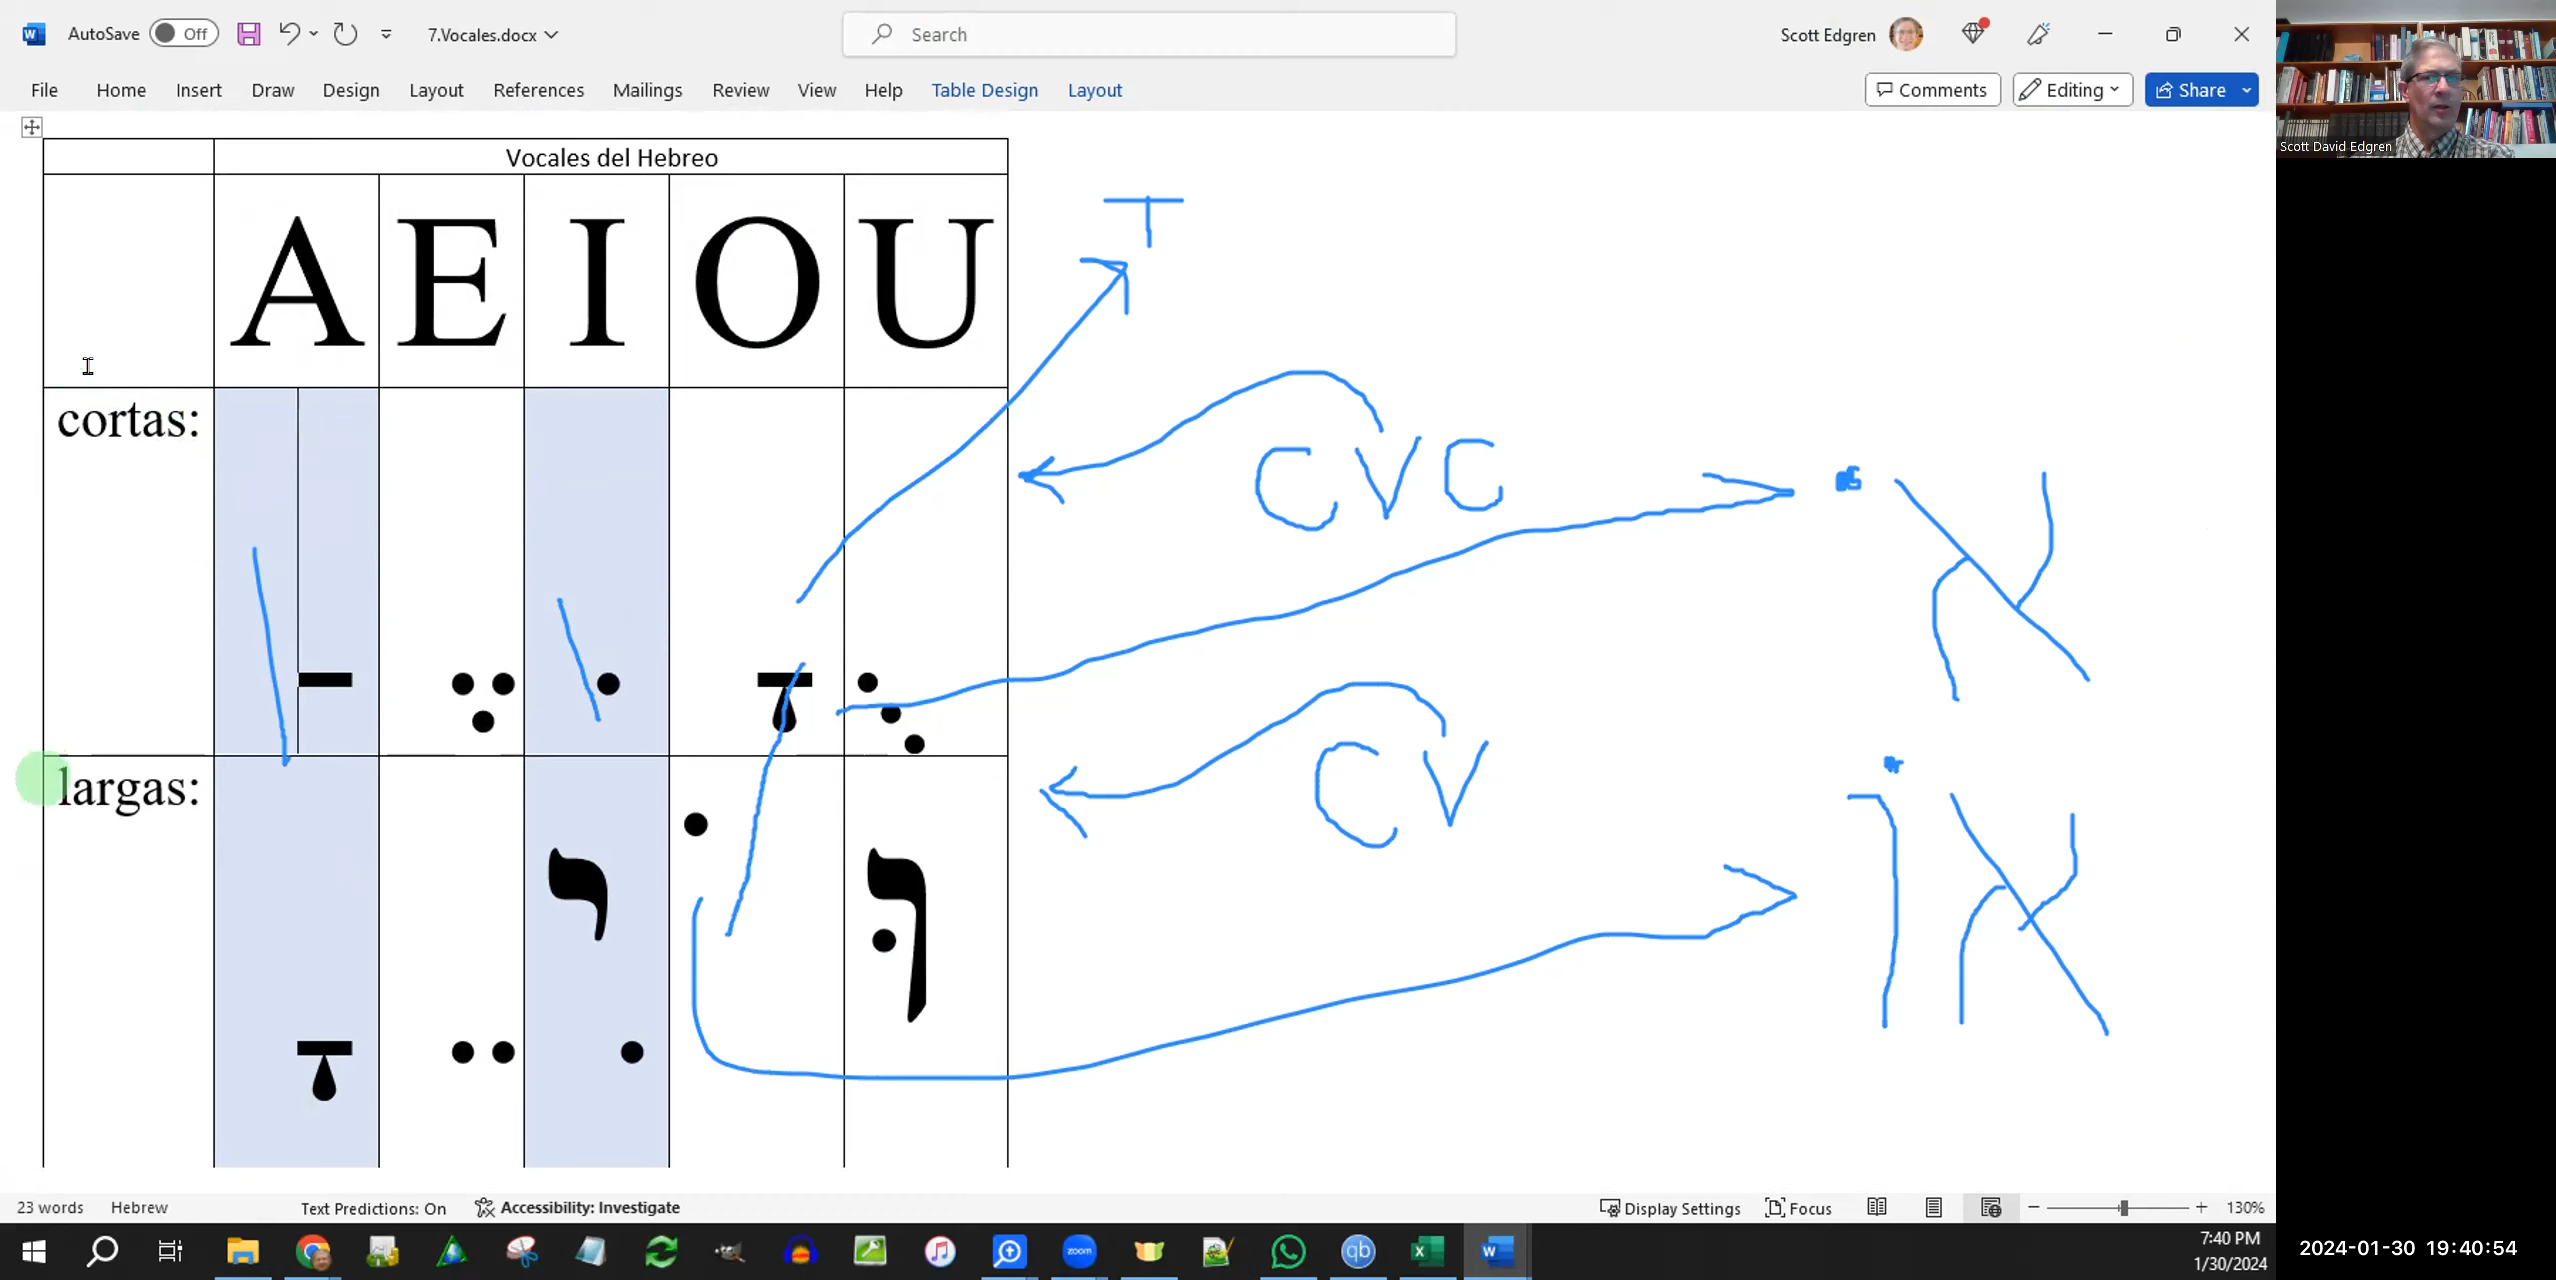 AutoSave Off 7.Vocales.docx Search Scott Edgren
File Home Insert Draw Design Layout References Mailings Review View Help Table Design Layout Comments Editing Share
Scott David Edgren
Vocales del Hebreo
A E I O U
T
cortas:
CVC
א
ַ ֶ ִ ָ ֻ
largas:
CV
וֹא
ָ ֵ ִי ֹ וּ
23 words Hebrew Text Predictions: On Accessibility: Investigate Display Settings Focus 130%
zoom qb
7:40 PM
1/30/2024
2024-01-30 19:40:54